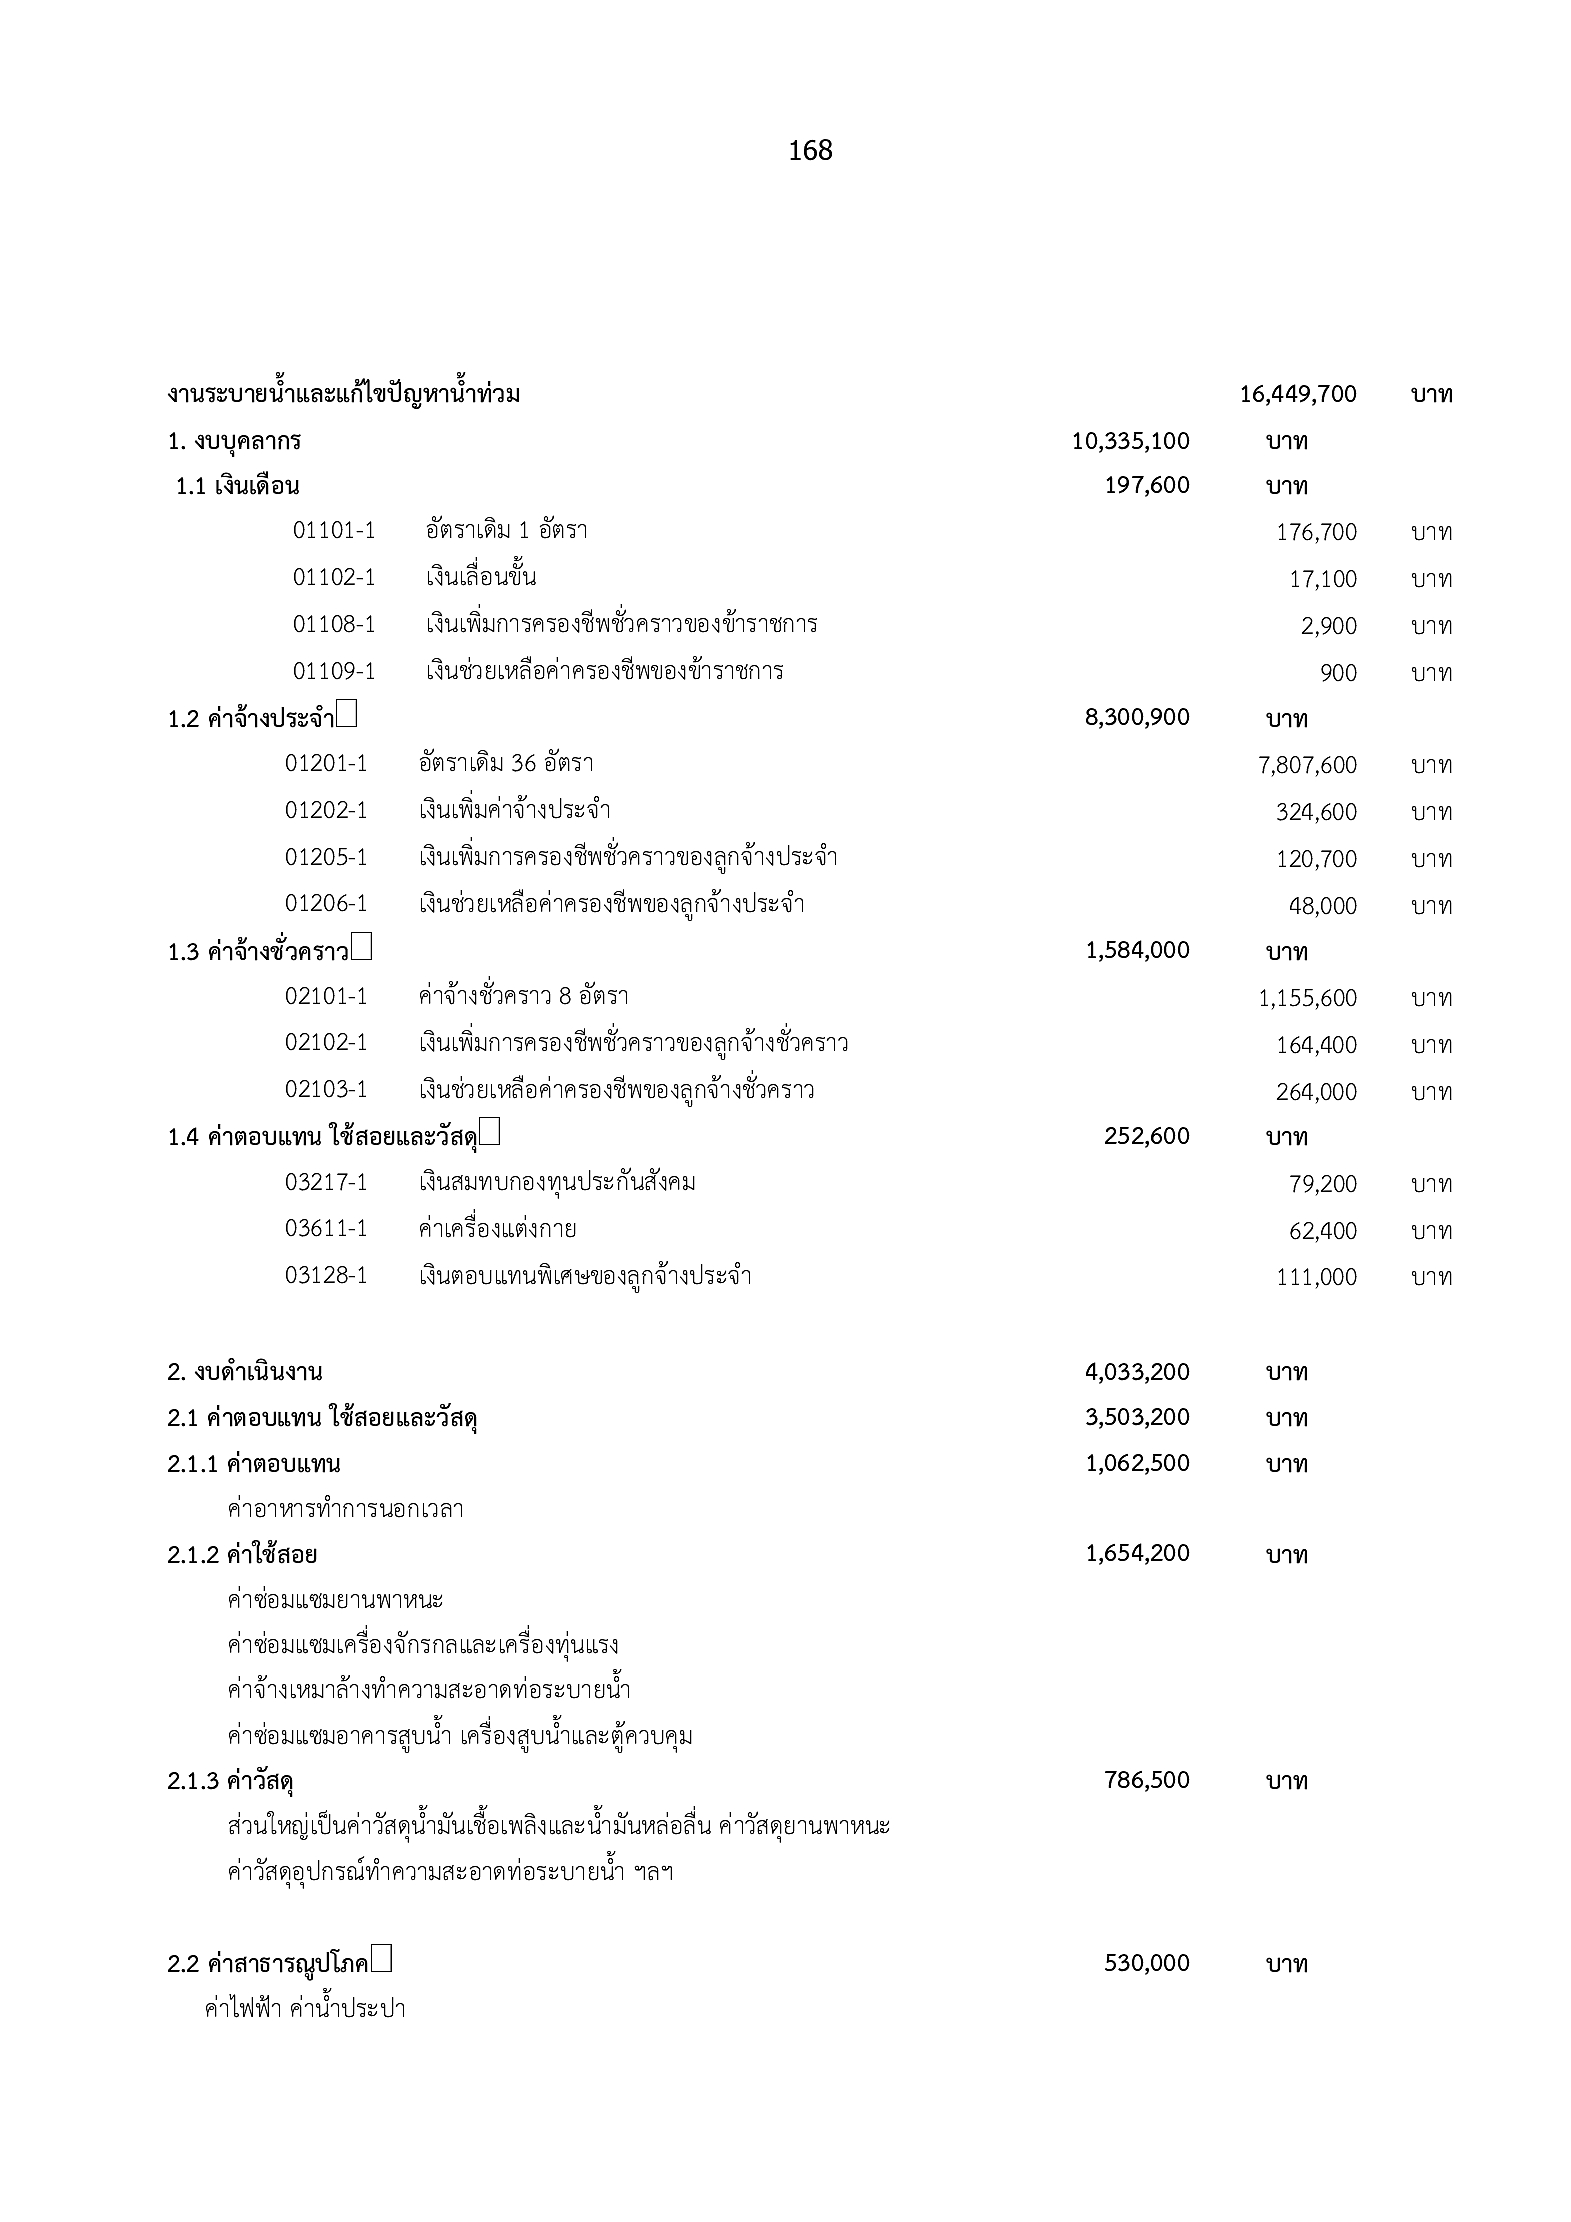 168
งานระบายน้ำและแก้ไขปัญหาน้ำท่วม 16,449,700 บาท
1. งบบุคลากร 10,335,100 บาท
1.1 เงินเดือน 197,600 บาท
01101-1 อัตราเดิม 1 อัตรา 176,700 บาท
01102-1 เงินเลื่อนขั้น 17,100 บาท
01108-1 เงินเพิ่มการครองชีพชั่วคราวของข้าราชการ 2,900 บาท
01109-1 เงินช่วยเหลือค่าครองชีพของข้าราชการ 900 บาท
1.2 ค่าจ้างประจำ 8,300,900 บาท
01201-1 อัตราเดิม 36 อัตรา 7,807,600 บาท
01202-1 เงินเพิ่มค่าจ้างประจำ 324,600 บาท
01205-1 เงินเพิ่มการครองชีพชั่วคราวของลูกจ้างประจำ 120,700 บาท
01206-1 เงินช่วยเหลือค่าครองชีพของลูกจ้างประจำ 48,000 บาท
1.3 ค่าจ้างชั่วคราว 1,584,000 บาท
02101-1 ค่าจ้างชั่วคราว 8 อัตรา 1,155,600 บาท
02102-1 เงินเพิ่มการครองชีพชั่วคราวของลูกจ้างชั่วคราว 164,400 บาท
02103-1 เงินช่วยเหลือค่าครองชีพของลูกจ้างชั่วคราว 264,000 บาท
1.4 ค่าตอบแทน ใช้สอยและวัสดุ 252,600 บาท
03217-1 เงินสมทบกองทุนประกันสังคม 79,200 บาท
03611-1 ค่าเครื่องแต่งกาย 62,400 บาท
03128-1 เงินตอบแทนพิเศษของลูกจ้างประจำ 111,000 บาท
2. งบดำเนินงาน 4,033,200 บาท
2.1 ค่าตอบแทน ใช้สอยและวัสดุ 3,503,200 บาท
2.1.1 ค่าตอบแทน 1,062,500 บาท
ค่าอาหารทำการนอกเวลา
2.1.2 ค่าใช้สอย 1,654,200 บาท
ค่าซ่อมแซมยานพาหนะ
ค่าซ่อมแซมเครื่องจักรกลและเครื่องทุ่นแรง
ค่าจ้างเหมาล้างทำความสะอาดท่อระบายน้ำ
ค่าซ่อมแซมอาคารสูบน้ำ เครื่องสูบน้ำและตู้ควบคุม
2.1.3 ค่าวัสดุ 786,500 บาท
ส่วนใหญ่เป็นค่าวัสดุน้ำมันเชื้อเพลิงและน้ำมันหล่อลื่น ค่าวัสดุยานพาหนะ
ค่าวัสดุอุปกรณ์ทำความสะอาดท่อระบายน้ำ ฯลฯ
2.2 ค่าสาธารณูปโภค 530,000 บาท
ค่าไฟฟ้า ค่าน้ำประปา